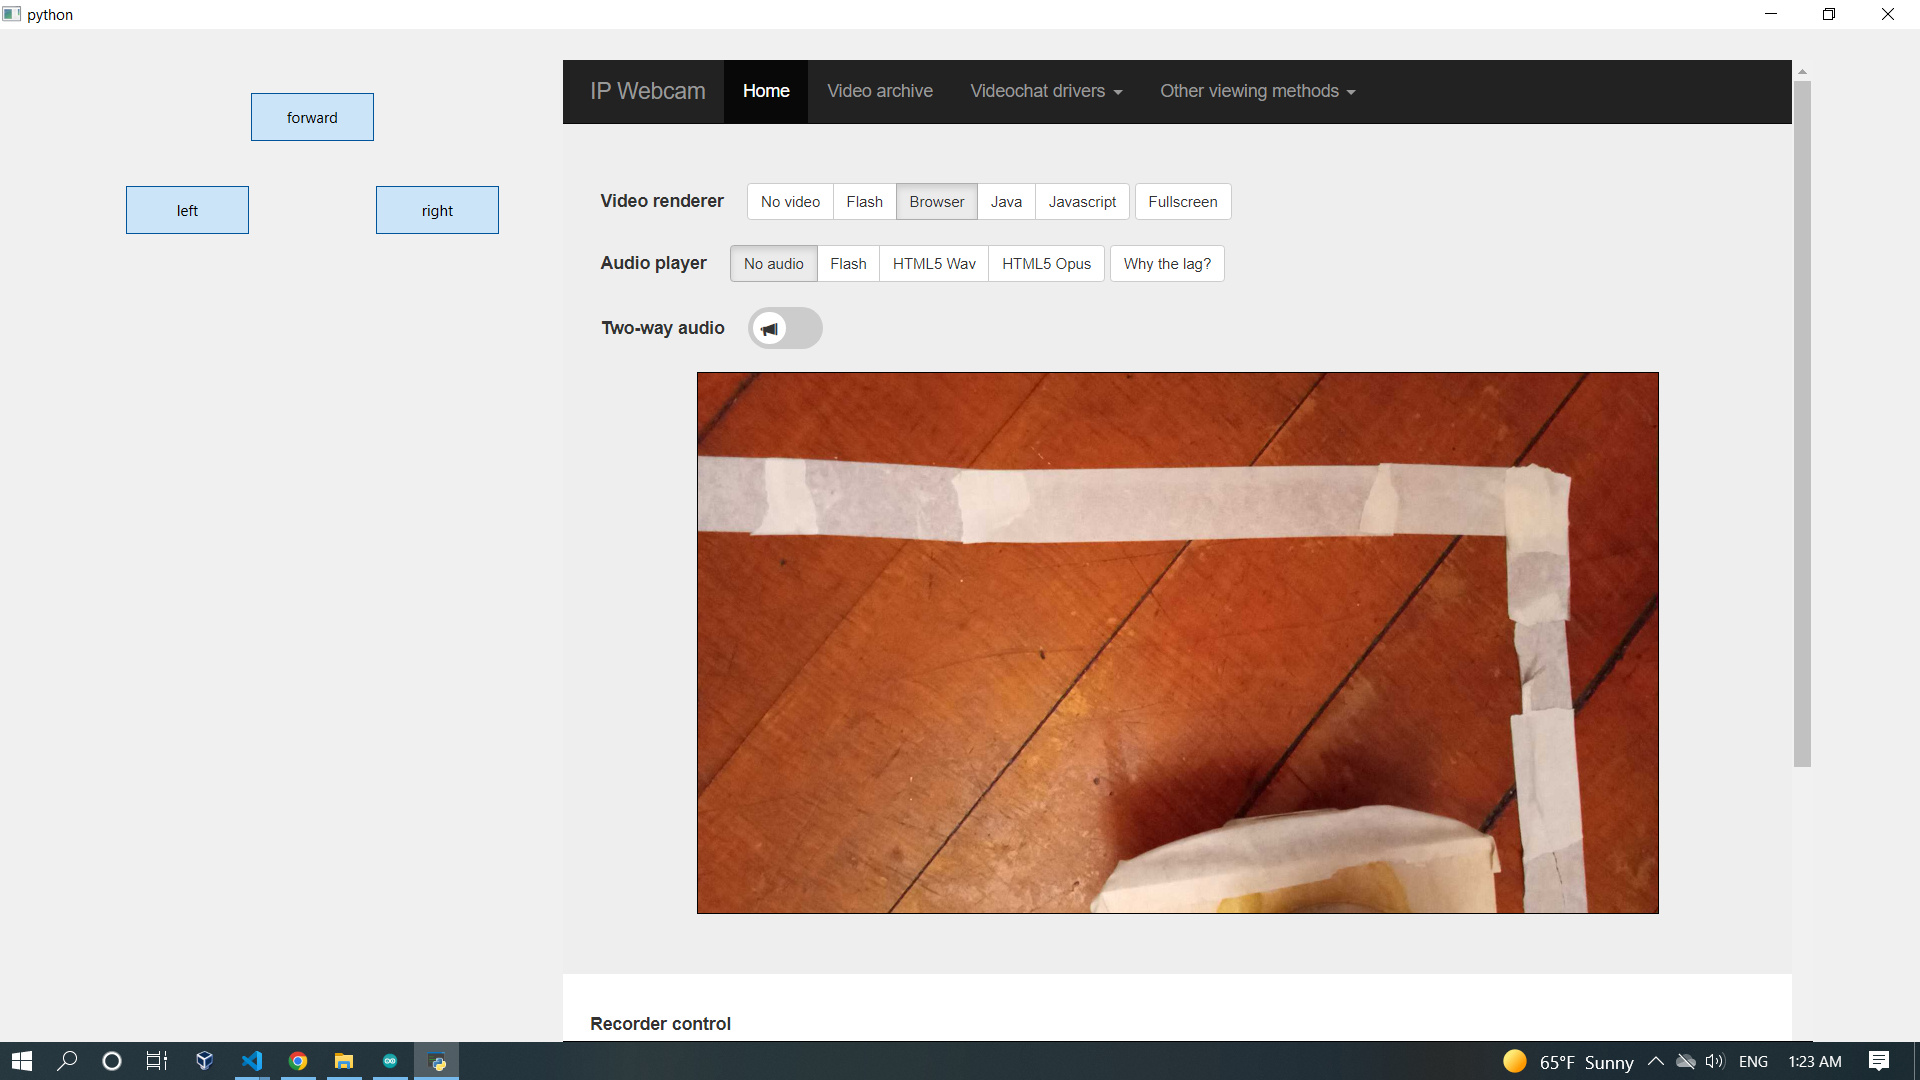 python
forward
left
right
IP Webcam Home Video archive Videochat drivers Other viewing methods
Video renderer No video Flash Browser Java Javascript Fullscreen
Audio player No audio Flash HTML5 Wav HTML5 Opus Why the lag?
Two-way audio
Recorder control
65°F Sunny ENG 1:23 AM